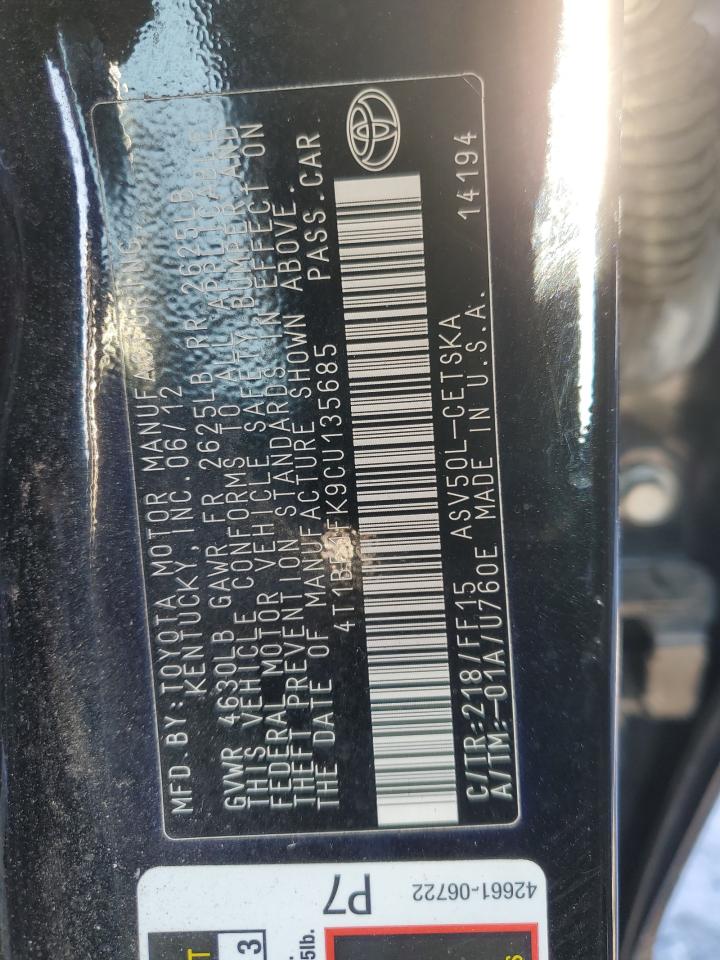 MFD.BY:TOYOTA MOTOR MANUFA
KENTUCKY, INC.06/12
GVWR 4630LB GAWR FR 2625LB RR 2625LB
THIS VEHICLE CONFORMS TO ALL APPLICABLE
FEDERAL MOTOR VEHICLE SAFETY, BUMPER, AND
THEFT PREVENTION STANDARDS IN EFFECT ON
THE DATE OF MANUFACTURE SHOWN ABOVE.
PASS.CAR
C/TR:218/FF15 ASV50L-CETSKA
A/TM:-01A/U760E MADE IN U.S.A. 14194
P7
42661-06722
3
5lb.